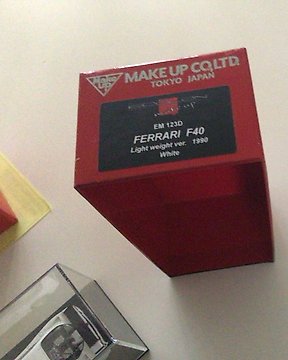 Make Up
MAKE UP CO.,LTD.
TOKYO JAPAN
EM 123D
FERRARI F40
Light weight ver. 1990
White